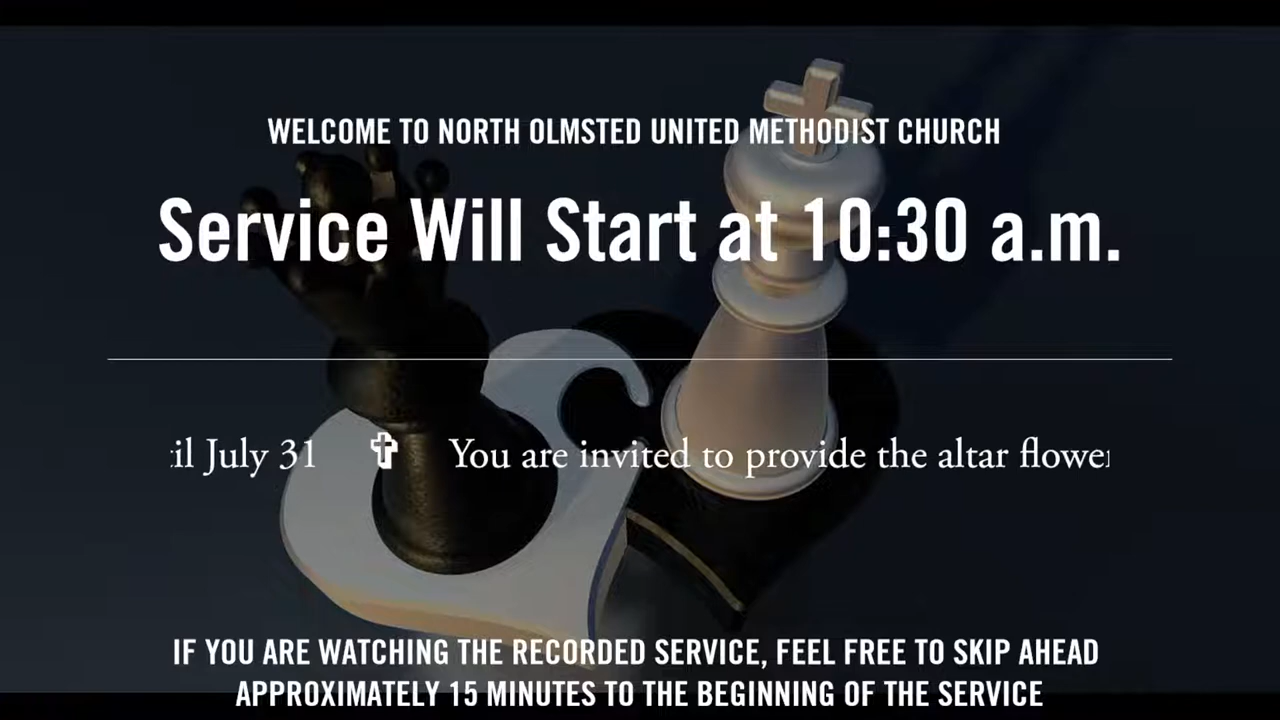 WELCOME TO NORTH OLMSTED UNITED METHODIST CHURCH
Service Will Start at 10:30 a.m.
il July 31 ✞ You are invited to provide the altar flower
IF YOU ARE WATCHING THE RECORDED SERVICE, FEEL FREE TO SKIP AHEAD
APPROXIMATELY 15 MINUTES TO THE BEGINNING OF THE SERVICE